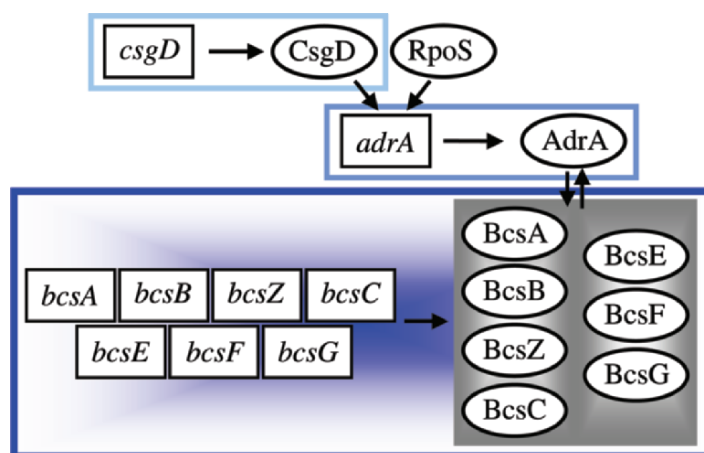 csgD CsgD RpoS
adrA AdrA
bcsA bcsB bcsZ bcsC
bcsE bcsF bcsG
BcsA
BcsB
BcsZ
BcsC
BcsE
BcsF
BcsG